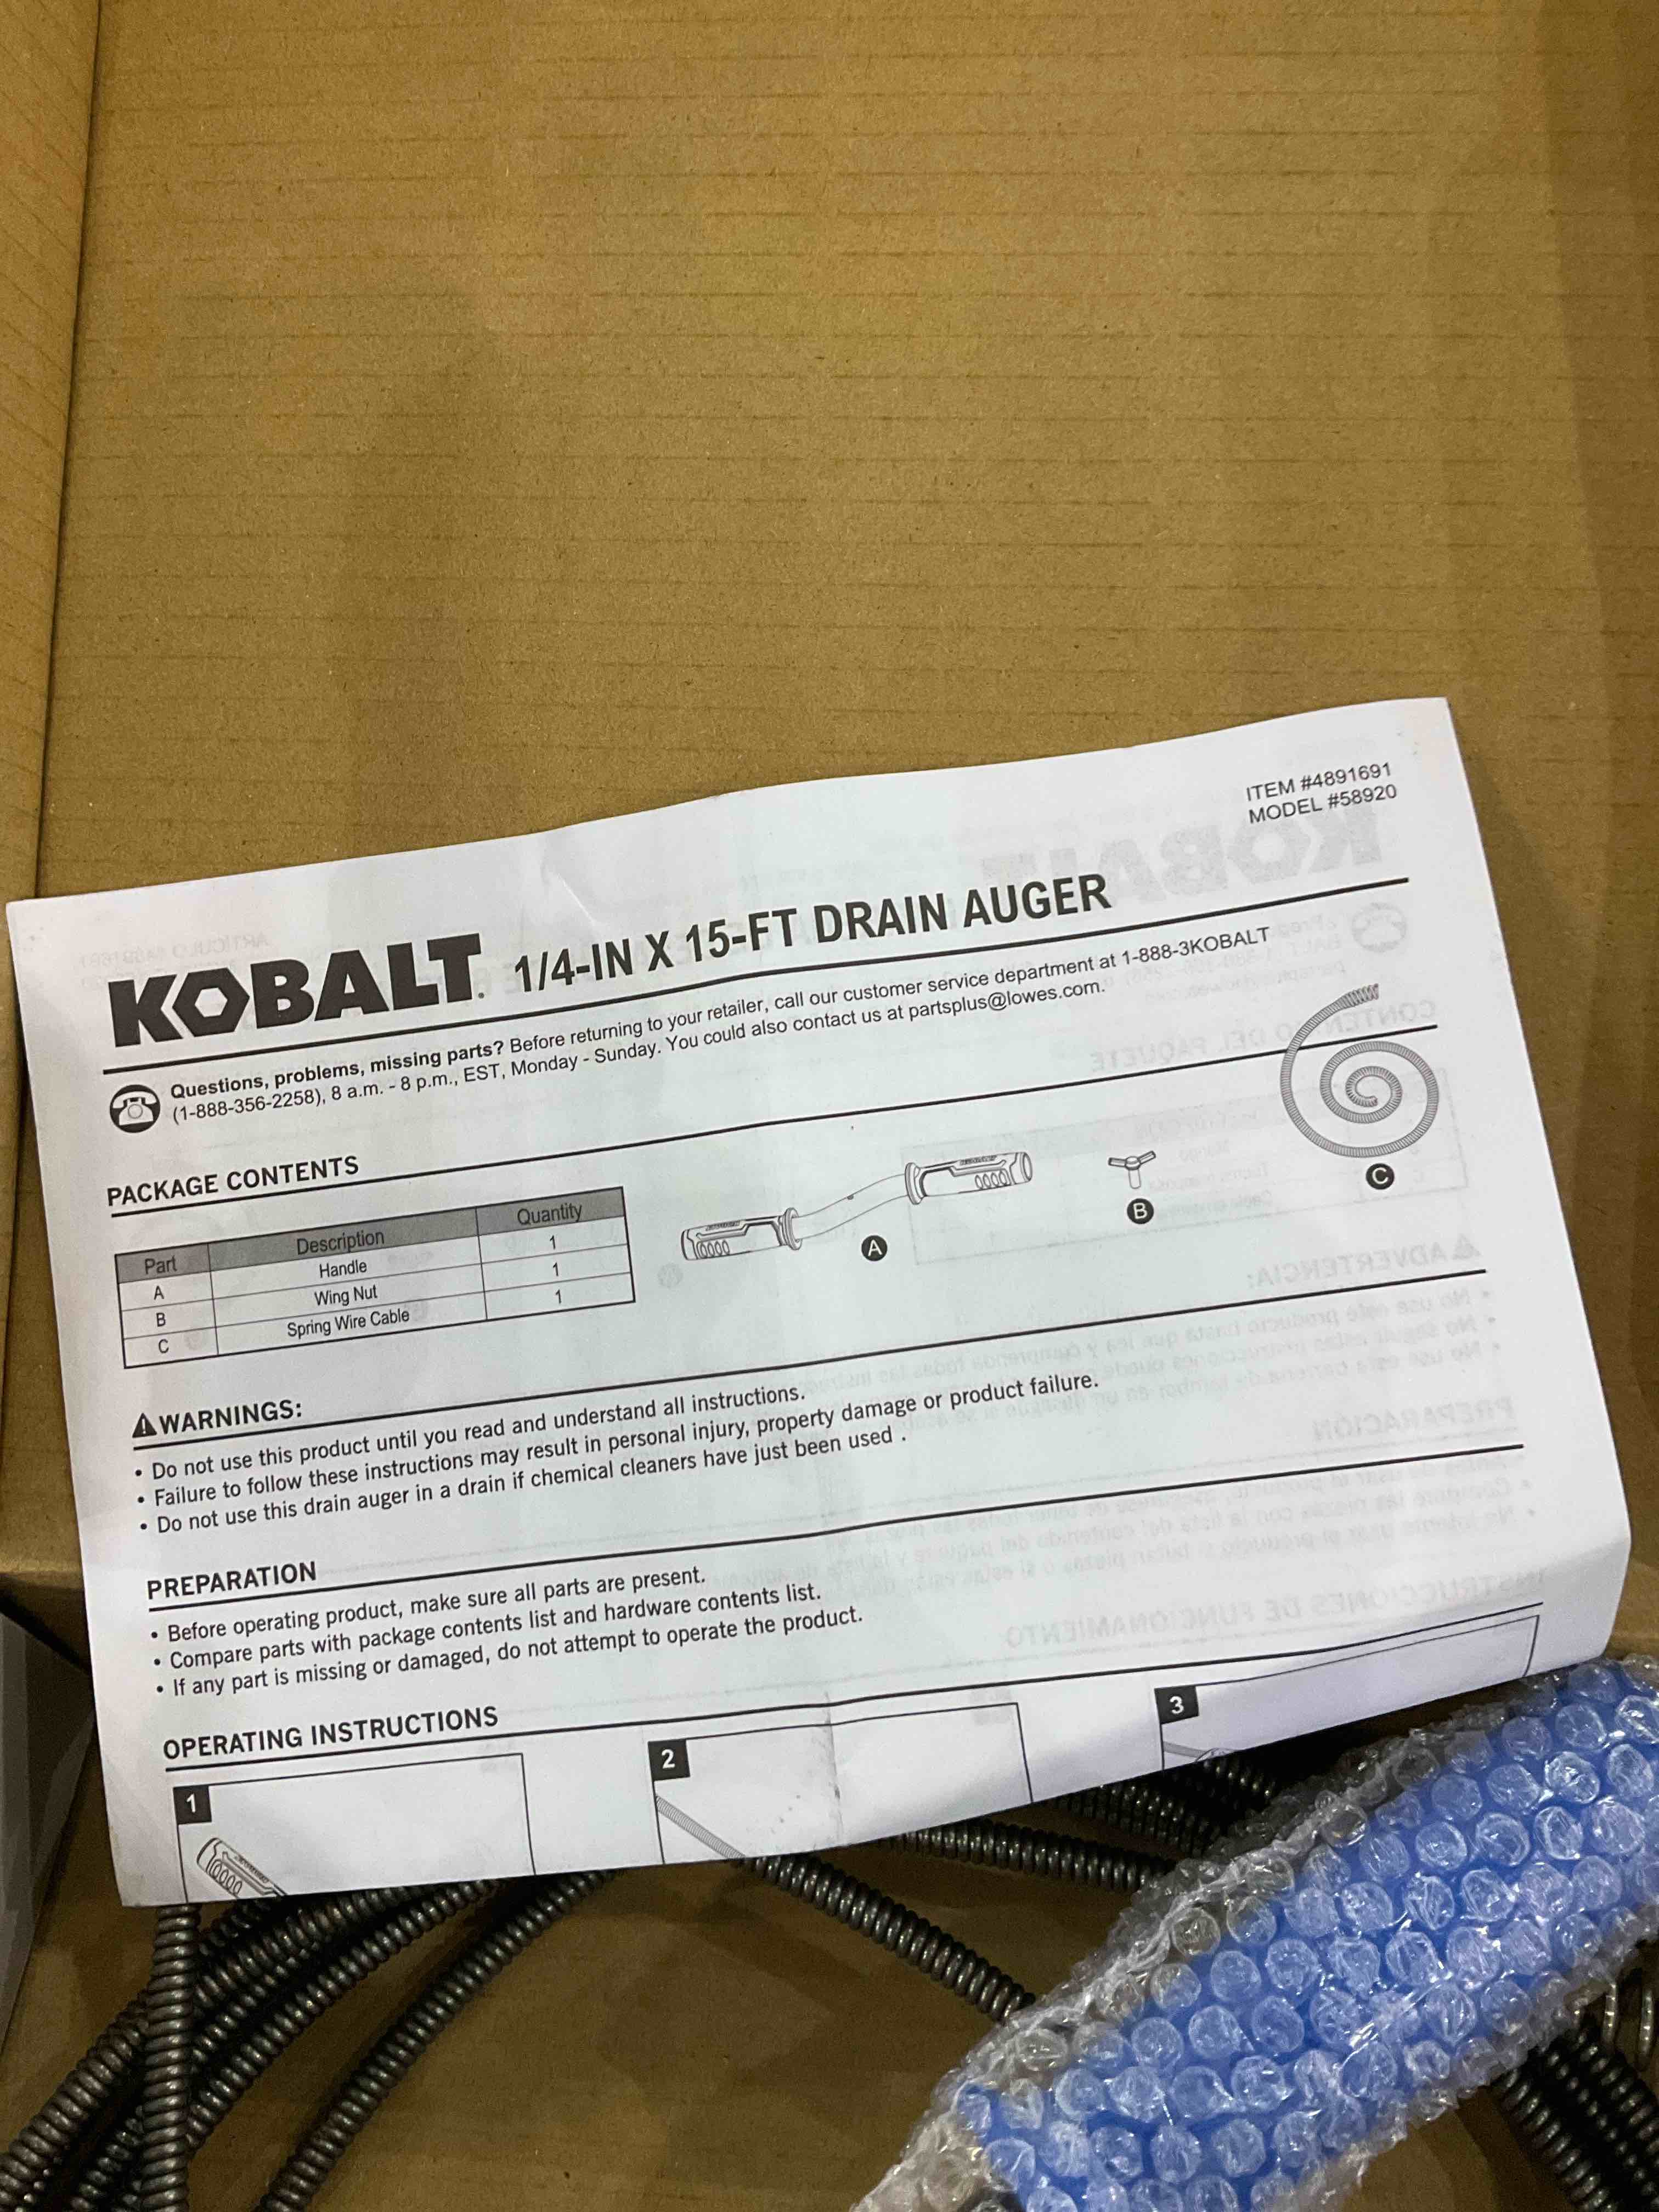 ITEM #4891691
MODEL #58920
KOBALT. 1/4-IN X 15-FT DRAIN AUGER
Questions, problems, missing parts? Before returning to your retailer, call our customer service department at 1-888-3KOBALT
(1-888-356-2258), 8 a.m. - 8 p.m., EST, Monday - Sunday. You could also contact us at partsplus@lowes.com.
PACKAGE CONTENTS
Part Description Quantity
A Handle 1
B Wing Nut 1
C Spring Wire Cable 1
A
B
C
WARNINGS:
• Do not use this product until you read and understand all instructions.
• Failure to follow these instructions may result in personal injury, property damage or product failure.
• Do not use this drain auger in a drain if chemical cleaners have just been used .
PREPARATION
• Before operating product, make sure all parts are present.
• Compare parts with package contents list and hardware contents list.
• If any part is missing or damaged, do not attempt to operate the product.
OPERATING INSTRUCTIONS
1
2
3